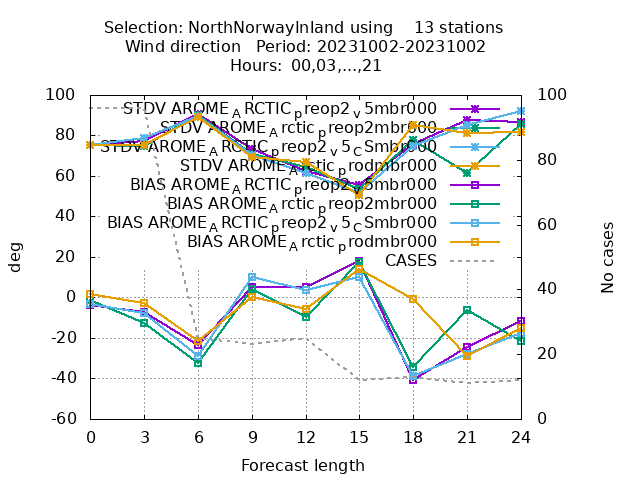 Selection: NorthNorwayInland using    13 stations
Wind direction   Period: 20231002-20231002
Hours:  00,03,...,21
100
80
60
40
20
0
-20
-40
-60
deg
STDV AROME_ARCTIC_preop2_v5mbr000
STDV AROME_Arctic_preop2mbr000
STDV AROME_ARCTIC_preop2_v5_CSmbr000
STDV AROME_Arctic_prodmbr000
BIAS AROME_ARCTIC_preop2_v5mbr000
BIAS AROME_Arctic_preop2mbr000
BIAS AROME_ARCTIC_preop2_v5_CSmbr000
BIAS AROME_Arctic_prodmbr000
CASES
100
80
60
40
20
0
No cases
0 3 6 9 12 15 18 21 24
Forecast length